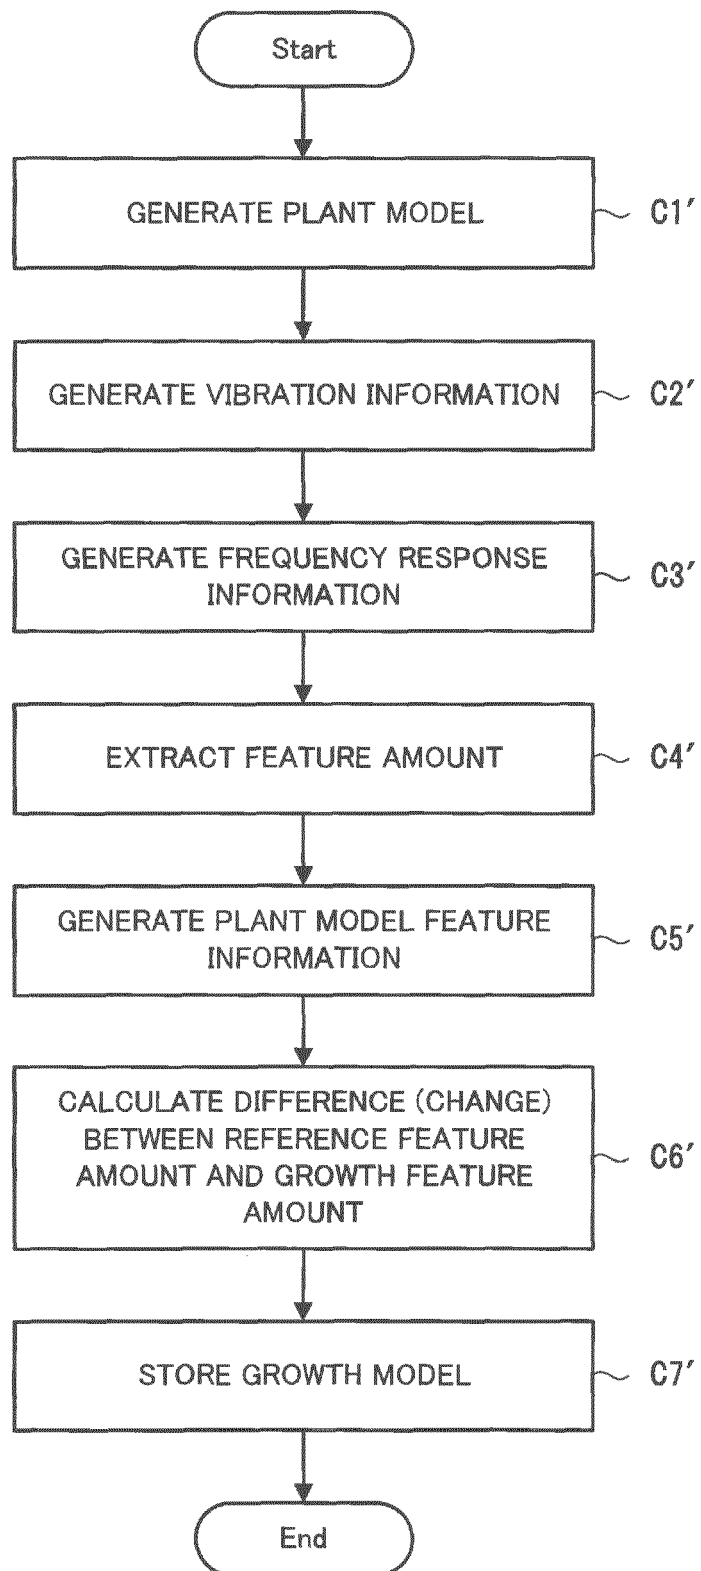 Start
GENERATE PLANT MODEL
C1′
GENERATE VIBRATION INFORMATION
C2′
GENERATE FREQUENCY RESPONSE
INFORMATION
C3′
EXTRACT FEATURE AMOUNT
C4′
GENERATE PLANT MODEL FEATURE
INFORMATION
C5′
CALCULATE DIFFERENCE (CHANGE)
BETWEEN REFERENCE FEATURE
AMOUNT AND GROWTH FEATURE
AMOUNT
C6′
STORE GROWTH MODEL
C7′
End